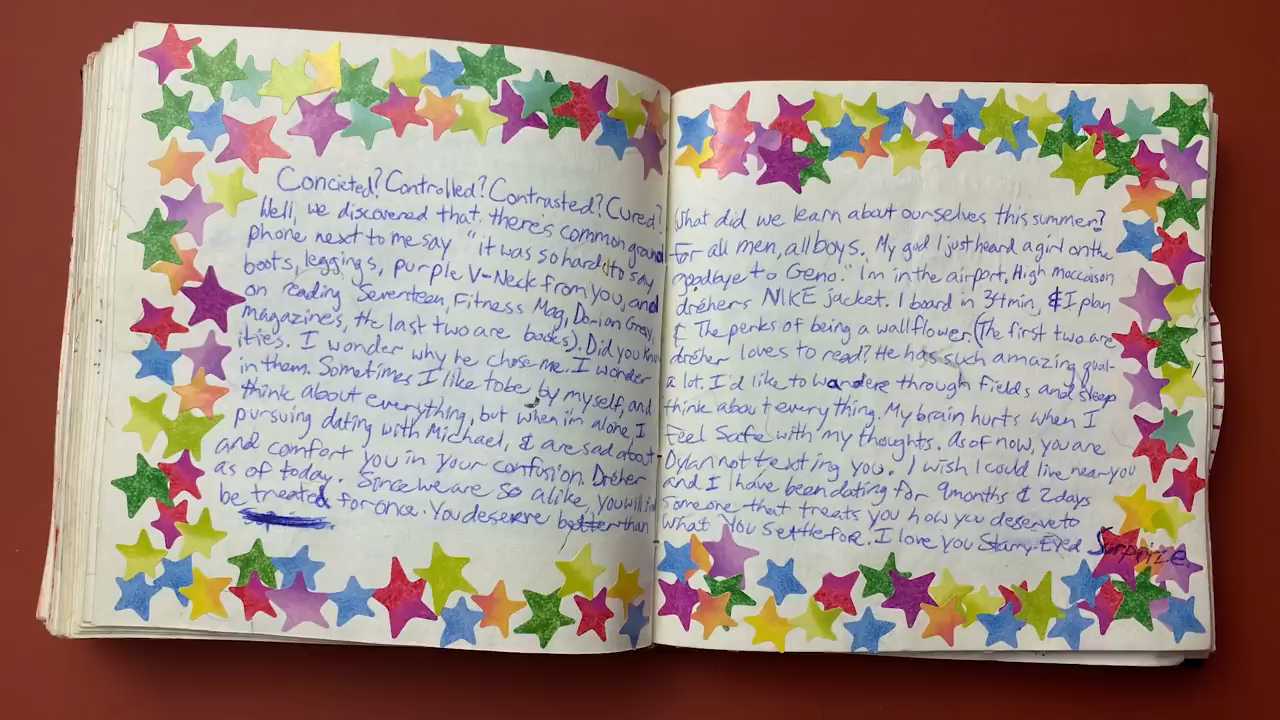 Concieted? Controlled? Contrasted? Cured? What did we learn about ourselves this summer?
Well, we discovered that there's common ground For all men, all boys. My god I just heard a girl on the
phone next to me say "it was so hard to say goodbye to Geno." I'm in the airport. High moccaison
boots, leggings, purple V-Neck from you, and dréhers NIKE jacket. I board in 34 min, & I plan
on reading Seventeen, Fitness Mag, Dorian Gray, & The perks of being a wallflower. (The first two are
magazines, the last two are books). Did you know dréher loves to read? He has such amazing qual-
ities. I wonder why he chose me. I wonder a lot. I'd like to wandere through fields and sleep
in them. Sometimes I like to be by myself, and think about everything. My brain hurts when I
think about everything, but when i'm alone, I feel safe with my thoughts. as of now, you are
pursuing dating with Michael, & are sad about Dylan not texting you. I wish I could live near you
and comfort you in your confusion. Dréher and I have been dating for 9 months & 2 days
as of today. Since we are so alike, you will find someone that treats you how you deserve to
be treated for once. You deserve better than what you settle for. I love you Starry-Eyed Surprize.